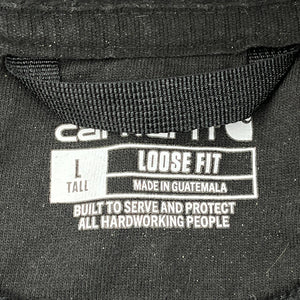 L
TALL
LOOSE FIT
MADE IN GUATEMALA
BUILT TO SERVE AND PROTECT
ALL HARDWORKING PEOPLE